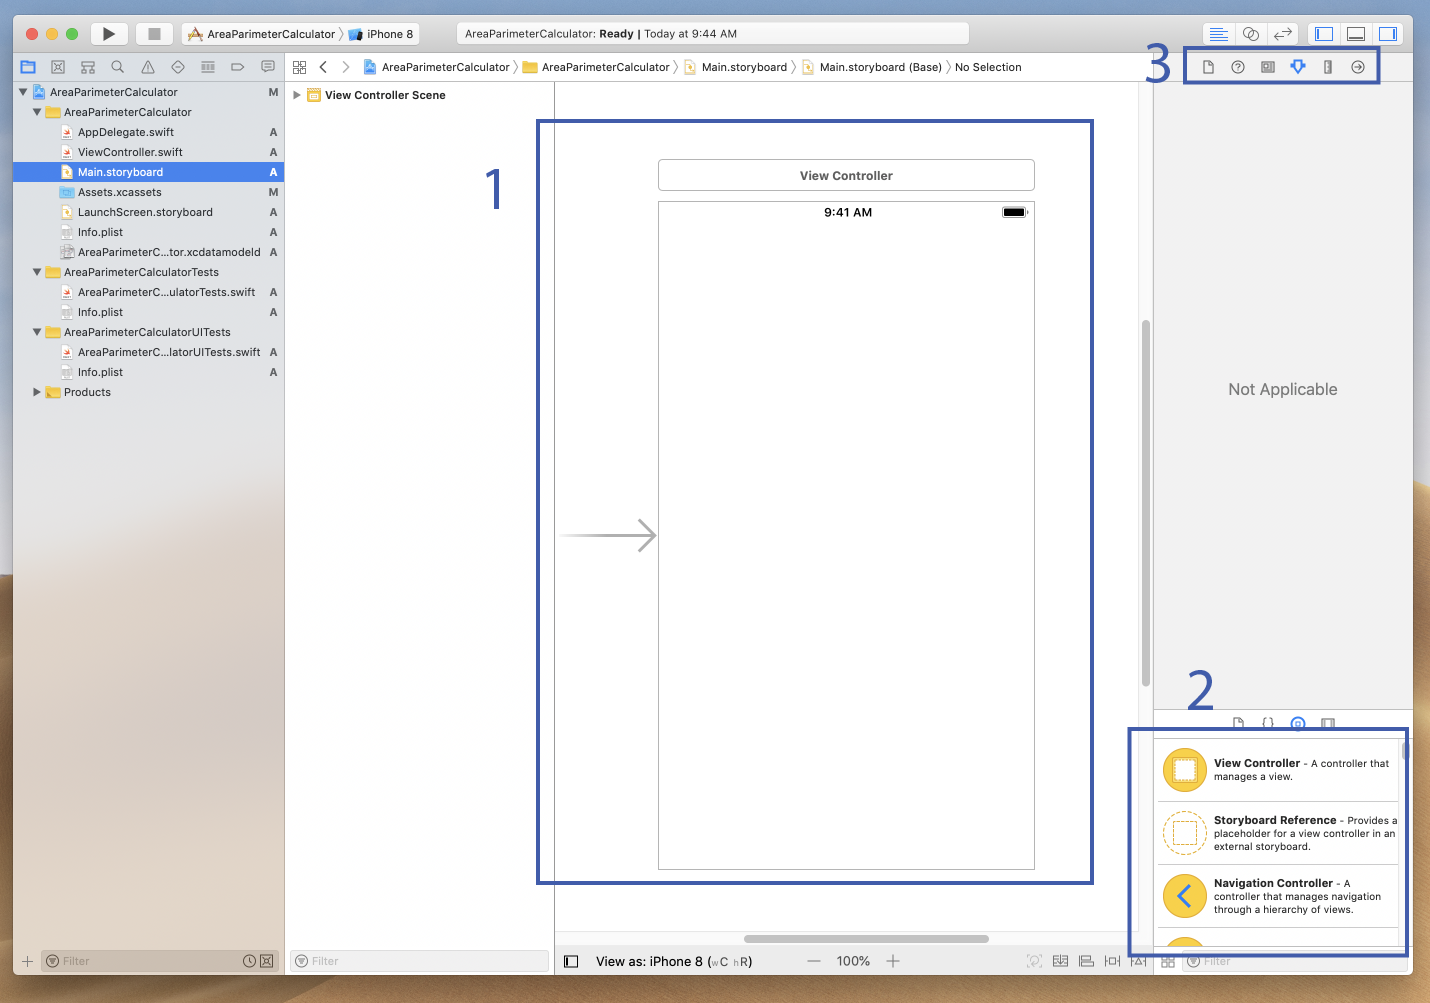 AreaParimeterCalculator
iPhone 8
AreaParimeterCalculator: Ready | Today at 9:44 AM
3
AreaParimeterCalculator
AreaParimeterCalculator
Main.storyboard
Main.storyboard (Base)
No Selection
AreaParimeterCalculator M
AreaParimeterCalculator
AppDelegate.swift A
ViewController.swift A
Main.storyboard A
Assets.xcassets M
LaunchScreen.storyboard A
Info.plist A
AreaParimeterC...tor.xcdatamodeld A
AreaParimeterCalculatorTests
AreaParimeterC...ulatorTests.swift A
Info.plist A
AreaParimeterCalculatorUITests
AreaParimeterC...latorUITests.swift A
Info.plist A
Products
Filter
View Controller Scene
Filter
1
View Controller
9:41 AM
View as: iPhone 8 (wC hR)
100%
Not Applicable
2
View Controller - A controller that
manages a view.
Storyboard Reference - Provides a
placeholder for a view controller in an
external storyboard.
Navigation Controller - A
controller that manages navigation
through a hierarchy of views.
Filter